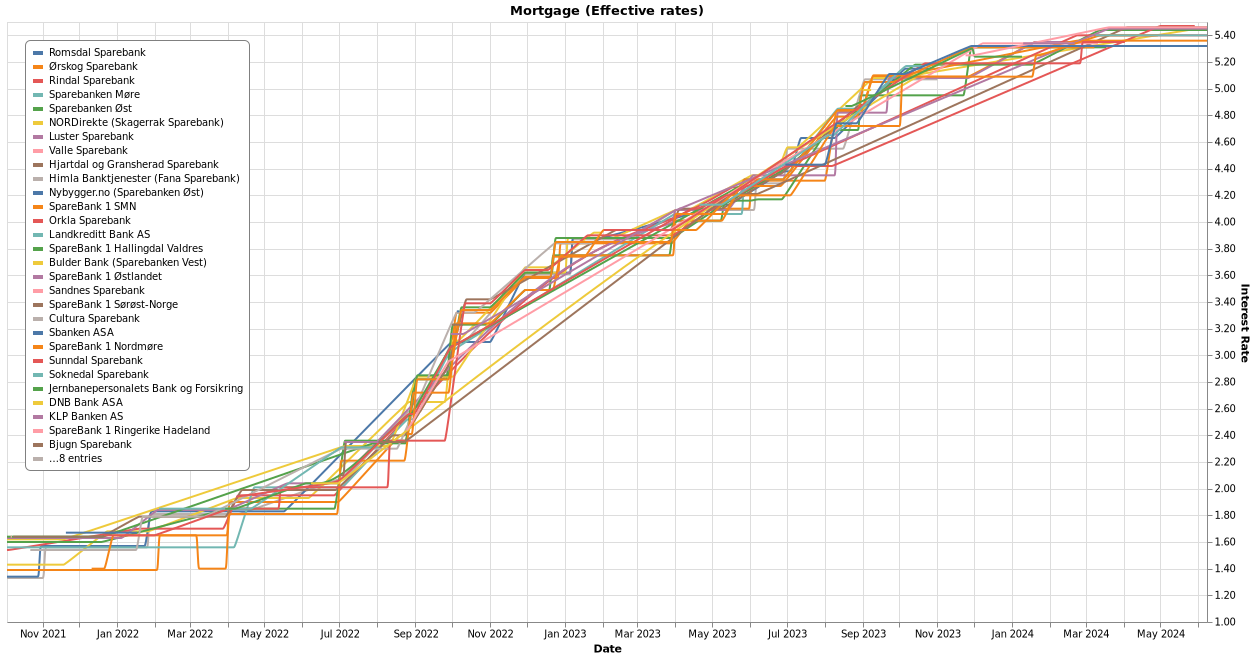 Mortgage (Effective rates)
Romsdal Sparebank
Ørskog Sparebank
Rindal Sparebank
Sparebanken Møre
Sparebanken Øst
NORDirekte (Skagerrak Sparebank)
Luster Sparebank
Valle Sparebank
Hjartdal og Gransherad Sparebank
Himla Banktjenester (Fana Sparebank)
Nybygger.no (Sparebanken Øst)
SpareBank 1 SMN
Orkla Sparebank
Landkreditt Bank AS
SpareBank 1 Hallingdal Valdres
Bulder Bank (Sparebanken Vest)
SpareBank 1 Østlandet
Sandnes Sparebank
SpareBank 1 Sørøst-Norge
Cultura Sparebank
Sbanken ASA
SpareBank 1 Nordmøre
Sunndal Sparebank
Soknedal Sparebank
Jernbanepersonalets Bank og Forsikring
DNB Bank ASA
KLP Banken AS
SpareBank 1 Ringerike Hadeland
Bjugn Sparebank
...8 entries
5.40
5.20
5.00
4.80
4.60
4.40
4.20
4.00
3.80
3.60
3.40
3.20
3.00
2.80
2.60
2.40
2.20
2.00
1.80
1.60
1.40
1.20
1.00
Interest Rate
Nov 2021 Jan 2022 Mar 2022 May 2022 Jul 2022 Sep 2022 Nov 2022 Jan 2023 Mar 2023 May 2023 Jul 2023 Sep 2023 Nov 2023 Jan 2024 Mar 2024 May 2024
Date